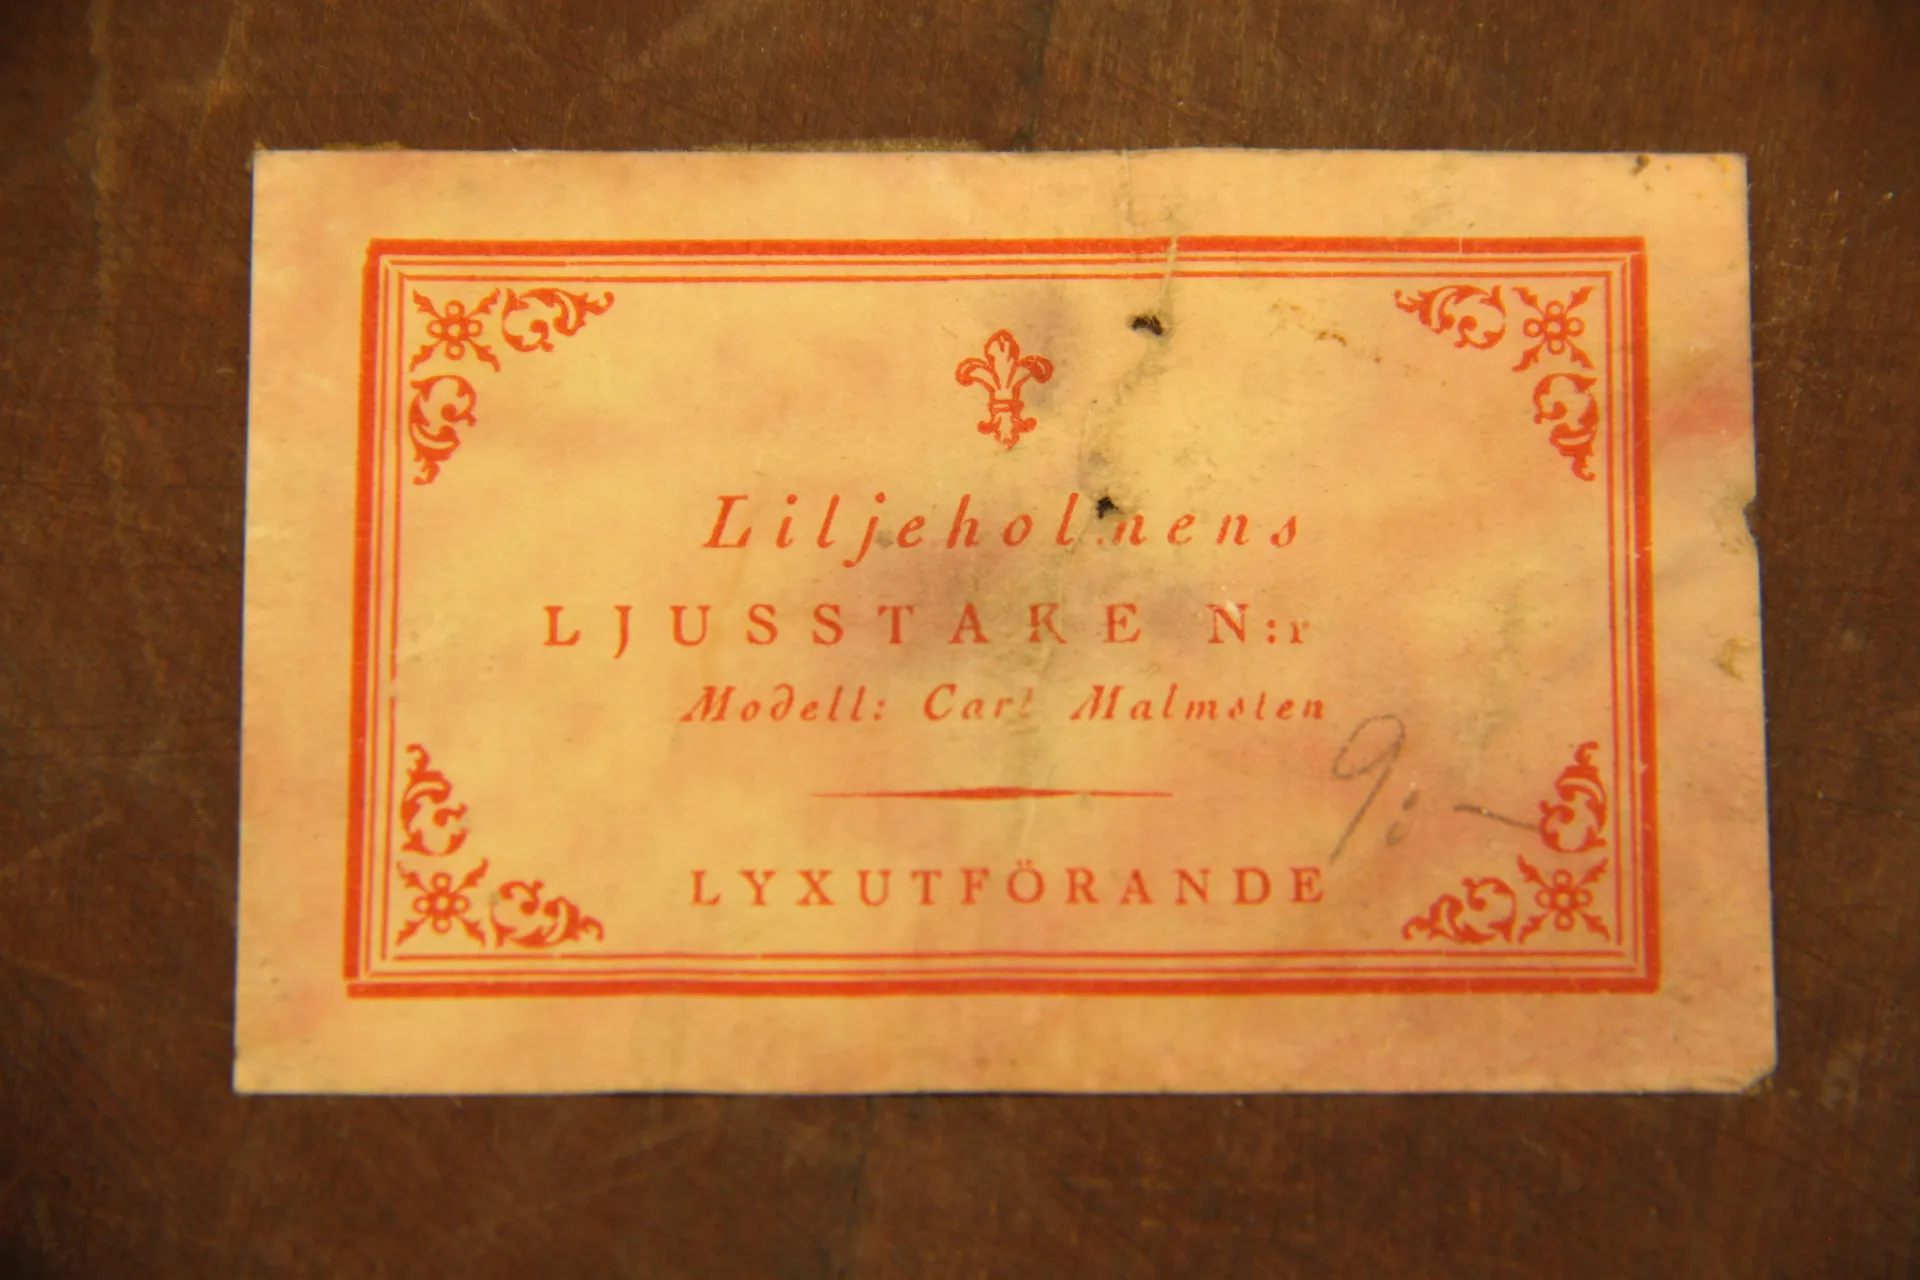 Liljeholmens
LJUSSTAKE N:r
Modell: Carl Malmsten
9:-
LYXUTFÖRANDE